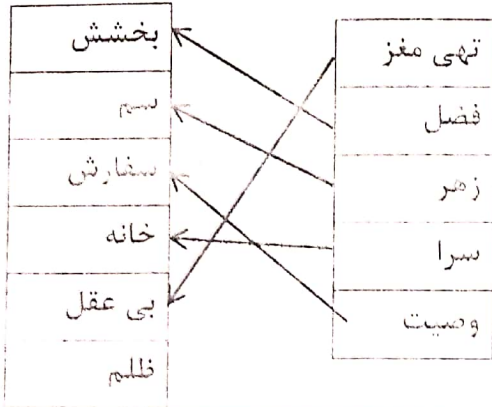 تهی مغز
فضل
زهر
سرا
وصیت
بخشش
سم
سفارش
خانه
بی عقل
ظلم